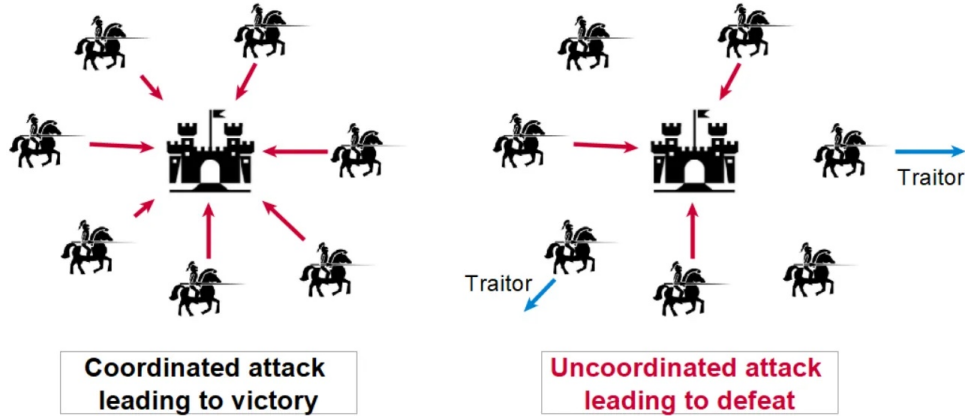 Traitor
Traitor
Coordinated attack
leading to victory
Uncoordinated attack
leading to defeat